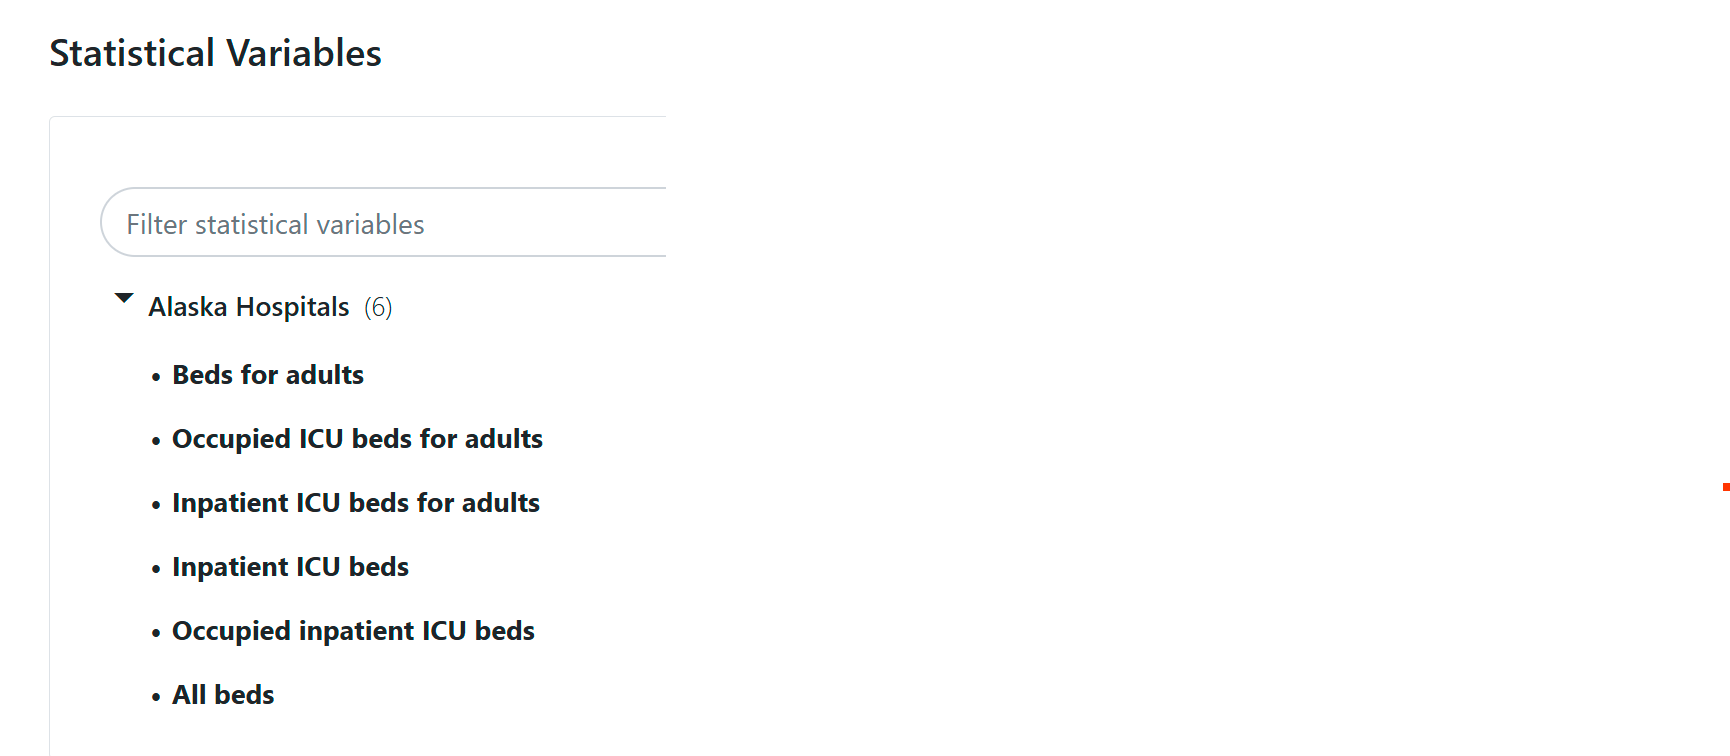 Statistical Variables
Filter statistical variables
Alaska Hospitals (6)
• Beds for adults
• Occupied ICU beds for adults
• Inpatient ICU beds for adults
• Inpatient ICU beds
• Occupied inpatient ICU beds
• All beds